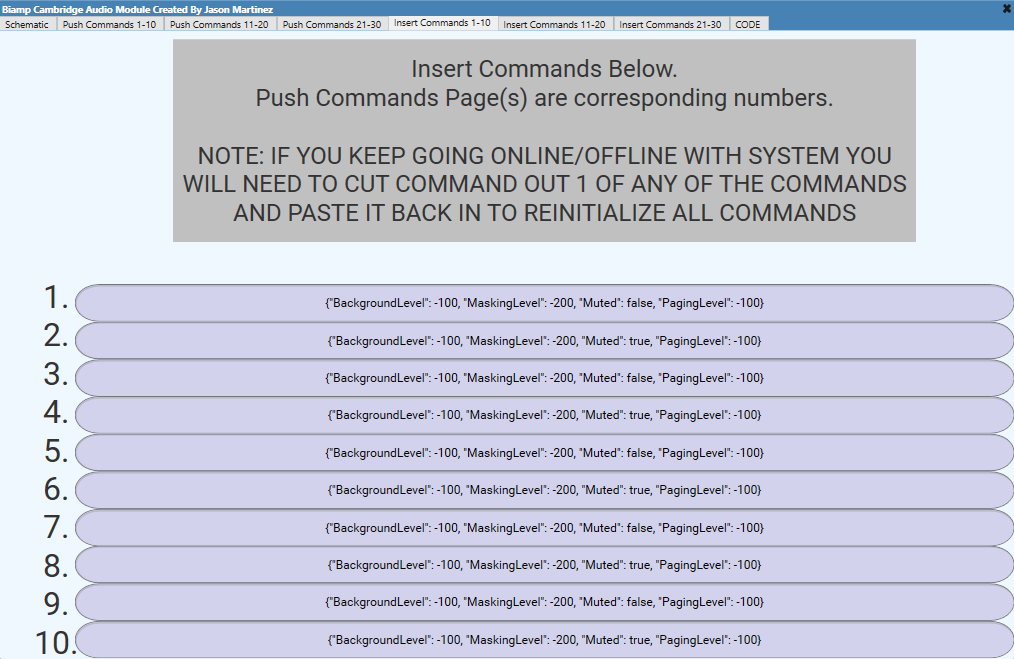 Biamp Cambridge Audio Module Created By Jason Martinez
Schematic Push Commands 1-10 Push Commands 11-20 Push Commands 21-30 Insert Commands 1-10 Insert Commands 11-20 Insert Commands 21-30 CODE
Insert Commands Below.
Push Commands Page(s) are corresponding numbers.
NOTE: IF YOU KEEP GOING ONLINE/OFFLINE WITH SYSTEM YOU
WILL NEED TO CUT COMMAND OUT 1 OF ANY OF THE COMMANDS
AND PASTE IT BACK IN TO REINITIALIZE ALL COMMANDS
1. {"BackgroundLevel": -100, "MaskingLevel": -200, "Muted": false, "PagingLevel": -100}
2. {"BackgroundLevel": -100, "MaskingLevel": -200, "Muted": true, "PagingLevel": -100}
3. {"BackgroundLevel": -100, "MaskingLevel": -200, "Muted": false, "PagingLevel": -100}
4. {"BackgroundLevel": -100, "MaskingLevel": -200, "Muted": true, "PagingLevel": -100}
5. {"BackgroundLevel": -100, "MaskingLevel": -200, "Muted": false, "PagingLevel": -100}
6. {"BackgroundLevel": -100, "MaskingLevel": -200, "Muted": true, "PagingLevel": -100}
7. {"BackgroundLevel": -100, "MaskingLevel": -200, "Muted": false, "PagingLevel": -100}
8. {"BackgroundLevel": -100, "MaskingLevel": -200, "Muted": true, "PagingLevel": -100}
9. {"BackgroundLevel": -100, "MaskingLevel": -200, "Muted": false, "PagingLevel": -100}
10. {"BackgroundLevel": -100, "MaskingLevel": -200, "Muted": true, "PagingLevel": -100}